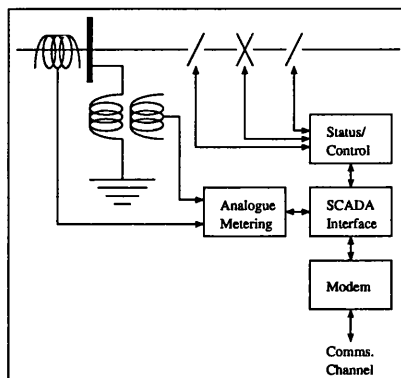 Status/
Control
Analogue
Metering
SCADA
Interface
Modem
Comms.
Channel